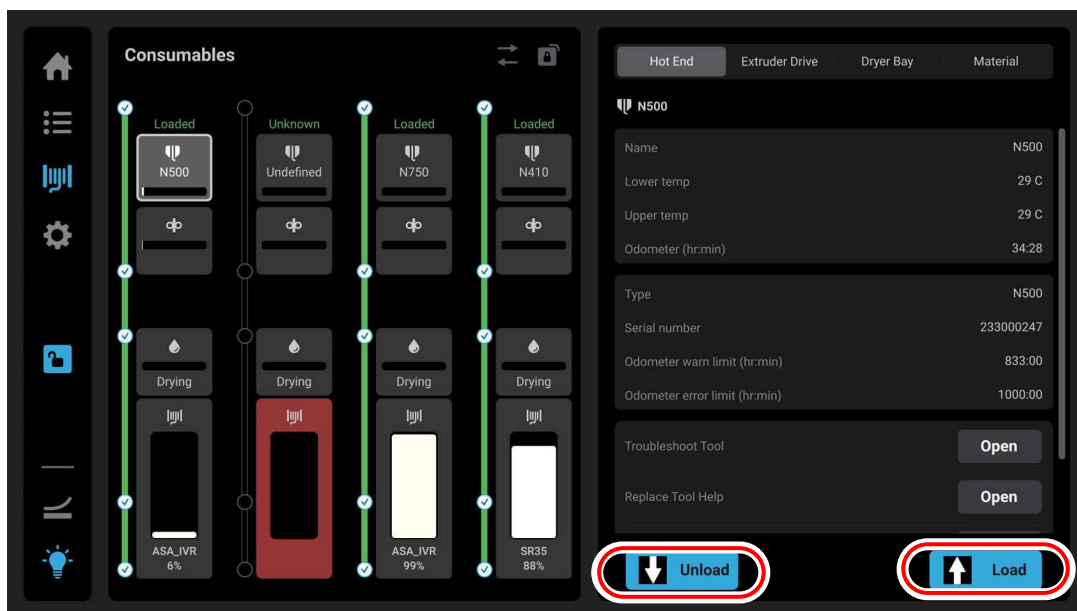 Consumables
Loaded
Unknown
Loaded
Loaded
N500
Undefined
N750
N410
Drying
Drying
Drying
Drying
ASA_IVR
6%
ASA_IVR
99%
SR35
88%
Hot End Extruder Drive Dryer Bay Material
N500
Name N500
Lower temp 29 C
Upper temp 29 C
Odometer (hr:min) 34:28
Type N500
Serial number 233000247
Odometer warn limit (hr:min) 833:00
Odometer error limit (hr:min) 1000:00
Troubleshoot Tool Open
Replace Tool Help Open
Unload Load